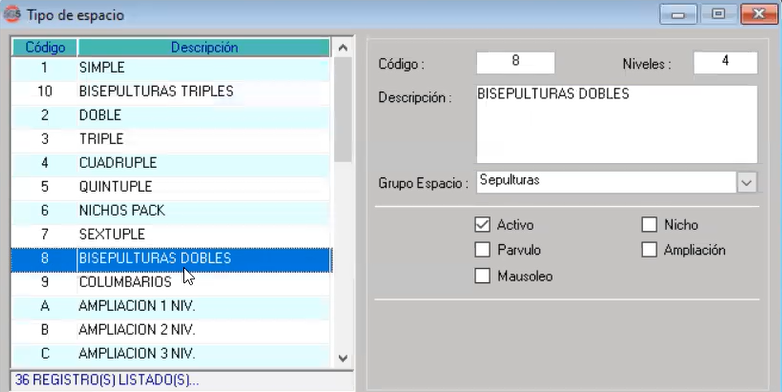 Tipo de espacio
Código Descripción
1 SIMPLE
10 BISEPULTURAS TRIPLES
2 DOBLE
3 TRIPLE
4 CUADRUPLE
5 QUINTUPLE
6 NICHOS PACK
7 SEXTUPLE
8 BISEPULTURAS DOBLES
9 COLUMBARIOS
A AMPLIACION 1 NIV.
B AMPLIACION 2 NIV.
C AMPLIACION 3 NIV.
36 REGISTRO(S) LISTADO(S)...
Código : 8 Niveles : 4
Descripción : BISEPULTURAS DOBLES
Grupo Espacio : Sepulturas
Activo Nicho
Parvulo Ampliación
Mausoleo